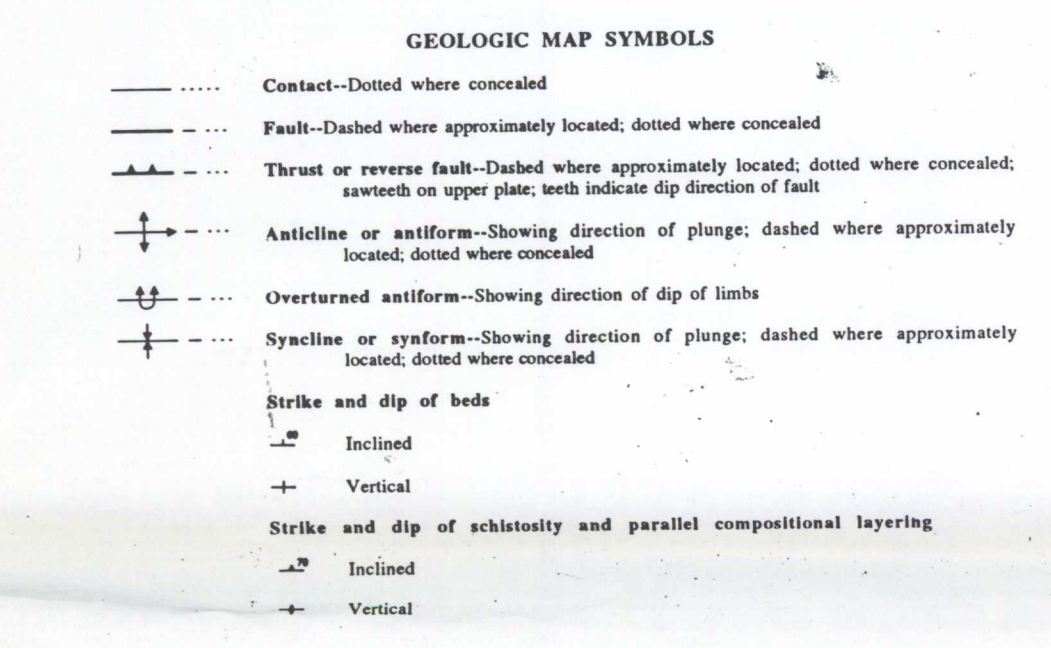 GEOLOGIC MAP SYMBOLS
Contact--Dotted where concealed
Fault--Dashed where approximately located; dotted where concealed
Thrust or reverse fault--Dashed where approximately located; dotted where concealed;
sawteeth on upper plate; teeth indicate dip direction of fault
Anticline or antiform--Showing direction of plunge; dashed where approximately
located; dotted where concealed
Overturned antiform--Showing direction of dip of limbs
Syncline or synform--Showing direction of plunge; dashed where approximately
located; dotted where concealed
Strike and dip of beds
Inclined
Vertical
Strike and dip of schistosity and parallel compositional layering
70 Inclined
Vertical